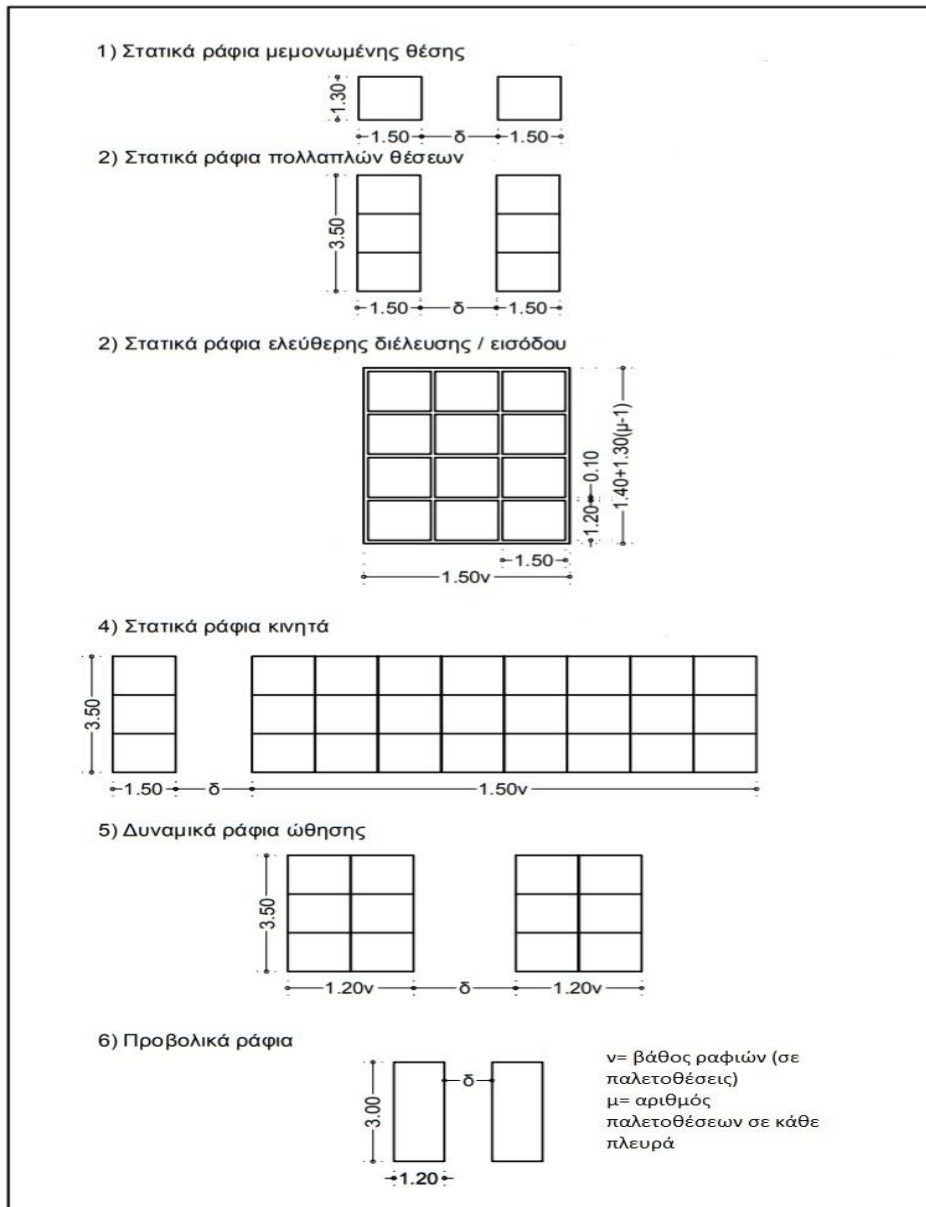 1) Στατικά ράφια μεμονωμένης θέσης
1.30
1.50 δ 1.50
2) Στατικά ράφια πολλαπλών θέσεων
3.50
1.50 δ 1.50
2) Στατικά ράφια ελεύθερης διέλευσης / εισόδου
1.20 0.10
1.40+1.30(μ-1)
1.50
1.50ν
4) Στατικά ράφια κινητά
3.50
1.50 δ 1.50ν
5) Δυναμικά ράφια ώθησης
3.50
1.20ν δ 1.20ν
6) Προβολικά ράφια
δ
3.00
1.20
ν= βάθος ραφιών (σε
παλετοθέσεις)
μ= αριθμός
παλετοθέσεων σε κάθε
πλευρά